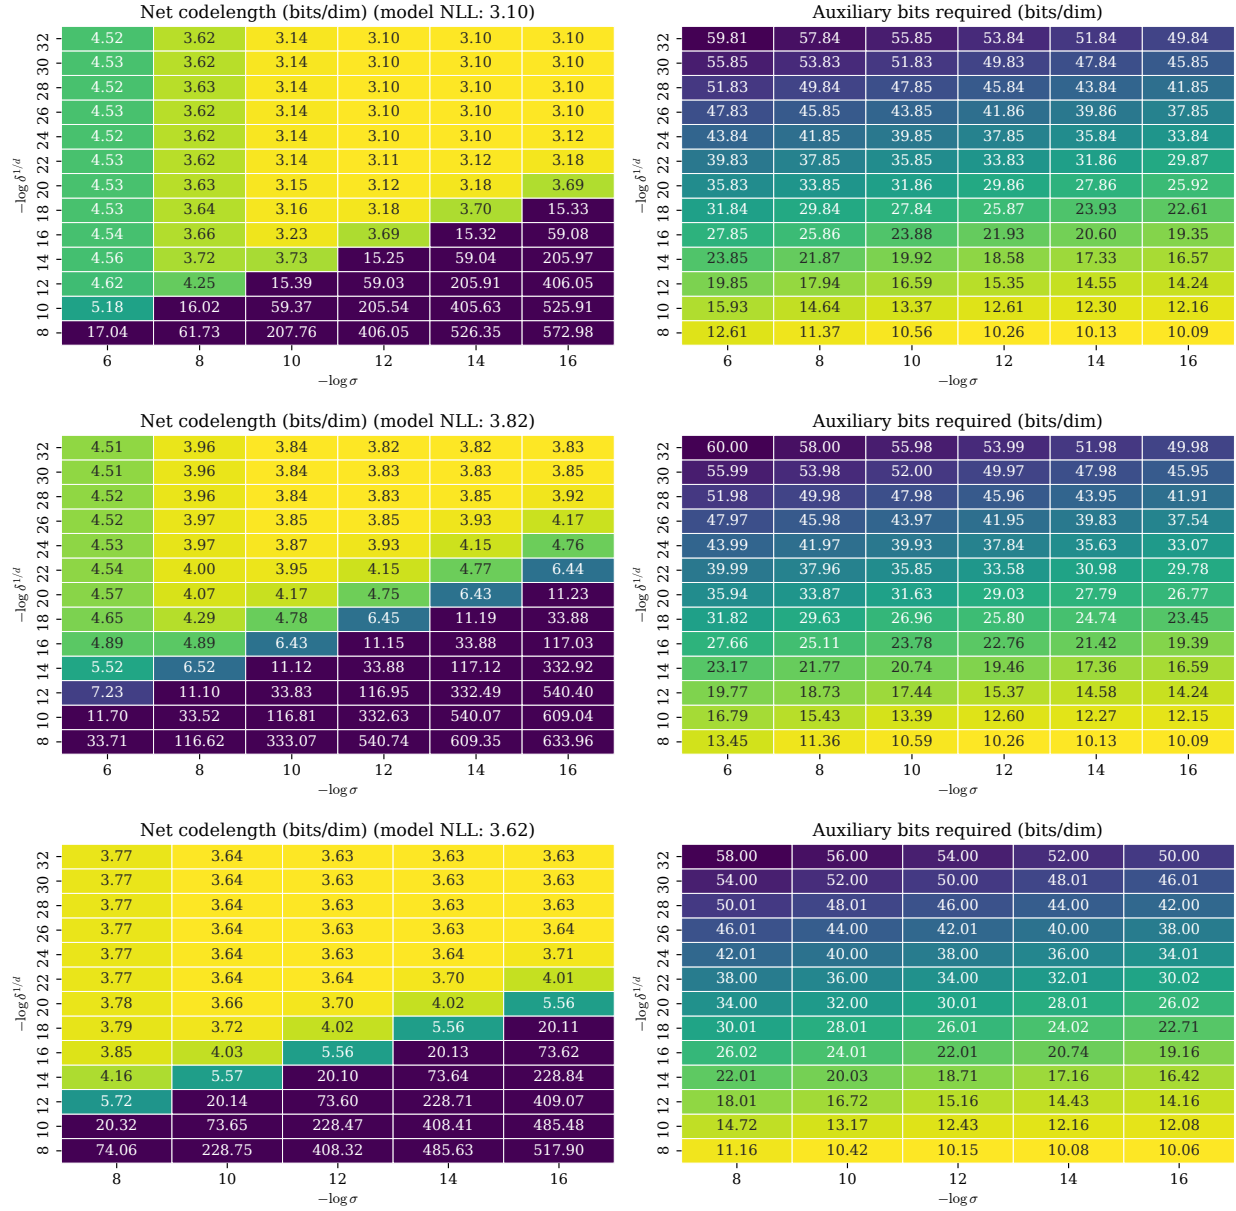 Net codelength (bits/dim) (model NLL: 3.10)
32 4.52 3.62 3.14 3.10 3.10 3.10
30 4.53 3.62 3.14 3.10 3.10 3.10
28 4.52 3.63 3.14 3.10 3.10 3.10
26 4.53 3.62 3.14 3.10 3.10 3.10
24 4.52 3.62 3.14 3.10 3.10 3.12
22 4.53 3.62 3.14 3.11 3.12 3.18
20 4.53 3.63 3.15 3.12 3.18 3.69
18 4.53 3.64 3.16 3.18 3.70 15.33
16 4.54 3.66 3.23 3.69 15.32 59.08
14 4.56 3.72 3.73 15.25 59.04 205.97
12 4.62 4.25 15.39 59.03 205.91 406.05
10 5.18 16.02 59.37 205.54 405.63 525.91
8 17.04 61.73 207.76 406.05 526.35 572.98
6 8 10 12 14 16
−log σ
−log δ^{1/d}
Auxiliary bits required (bits/dim)
32 59.81 57.84 55.85 53.84 51.84 49.84
30 55.85 53.83 51.83 49.83 47.84 45.85
28 51.83 49.84 47.85 45.84 43.84 41.85
26 47.83 45.85 43.85 41.86 39.86 37.85
24 43.84 41.85 39.85 37.85 35.84 33.84
22 39.83 37.85 35.85 33.83 31.86 29.87
20 35.83 33.85 31.86 29.86 27.86 25.92
18 31.84 29.84 27.84 25.87 23.93 22.61
16 27.85 25.86 23.88 21.93 20.60 19.35
14 23.85 21.87 19.92 18.58 17.33 16.57
12 19.85 17.94 16.59 15.35 14.55 14.24
10 15.93 14.64 13.37 12.61 12.30 12.16
8 12.61 11.37 10.56 10.26 10.13 10.09
6 8 10 12 14 16
−log σ
−log δ^{1/d}
Net codelength (bits/dim) (model NLL: 3.82)
32 4.51 3.96 3.84 3.82 3.82 3.83
30 4.51 3.96 3.84 3.83 3.83 3.85
28 4.52 3.96 3.84 3.83 3.85 3.92
26 4.52 3.97 3.85 3.85 3.93 4.17
24 4.53 3.97 3.87 3.93 4.15 4.76
22 4.54 4.00 3.95 4.15 4.77 6.44
20 4.57 4.07 4.17 4.75 6.43 11.23
18 4.65 4.29 4.78 6.45 11.19 33.88
16 4.89 4.89 6.43 11.15 33.88 117.03
14 5.52 6.52 11.12 33.88 117.12 332.92
12 7.23 11.10 33.83 116.95 332.49 540.40
10 11.70 33.52 116.81 332.63 540.07 609.04
8 33.71 116.62 333.07 540.74 609.35 633.96
6 8 10 12 14 16
−log σ
−log δ^{1/d}
Auxiliary bits required (bits/dim)
32 60.00 58.00 55.98 53.99 51.98 49.98
30 55.99 53.98 52.00 49.97 47.98 45.95
28 51.98 49.98 47.98 45.96 43.95 41.91
26 47.97 45.98 43.97 41.95 39.83 37.54
24 43.99 41.97 39.93 37.84 35.63 33.07
22 39.99 37.96 35.85 33.58 30.98 29.78
20 35.94 33.87 31.63 29.03 27.79 26.77
18 31.82 29.63 26.96 25.80 24.74 23.45
16 27.66 25.11 23.78 22.76 21.42 19.39
14 23.17 21.77 20.74 19.46 17.36 16.59
12 19.77 18.73 17.44 15.37 14.58 14.24
10 16.79 15.43 13.39 12.60 12.27 12.15
8 13.45 11.36 10.59 10.26 10.13 10.09
6 8 10 12 14 16
−log σ
−log δ^{1/d}
Net codelength (bits/dim) (model NLL: 3.62)
32 3.77 3.64 3.63 3.63 3.63
30 3.77 3.64 3.63 3.63 3.63
28 3.77 3.64 3.63 3.63 3.63
26 3.77 3.64 3.63 3.63 3.64
24 3.77 3.64 3.63 3.64 3.71
22 3.77 3.64 3.64 3.70 4.01
20 3.78 3.66 3.70 4.02 5.56
18 3.79 3.72 4.02 5.56 20.11
16 3.85 4.03 5.56 20.13 73.62
14 4.16 5.57 20.10 73.64 228.84
12 5.72 20.14 73.60 228.71 409.07
10 20.32 73.65 228.47 408.41 485.48
8 74.06 228.75 408.32 485.63 517.90
8 10 12 14 16
−log σ
−log δ^{1/d}
Auxiliary bits required (bits/dim)
32 58.00 56.00 54.00 52.00 50.00
30 54.00 52.00 50.00 48.01 46.01
28 50.01 48.01 46.00 44.00 42.00
26 46.01 44.00 42.01 40.00 38.00
24 42.01 40.00 38.00 36.00 34.01
22 38.00 36.00 34.00 32.01 30.02
20 34.00 32.00 30.01 28.01 26.02
18 30.01 28.01 26.01 24.02 22.71
16 26.02 24.01 22.01 20.74 19.16
14 22.01 20.03 18.71 17.16 16.42
12 18.01 16.72 15.16 14.43 14.16
10 14.72 13.17 12.43 12.16 12.08
8 11.16 10.42 10.15 10.08 10.06
8 10 12 14 16
−log σ
−log δ^{1/d}